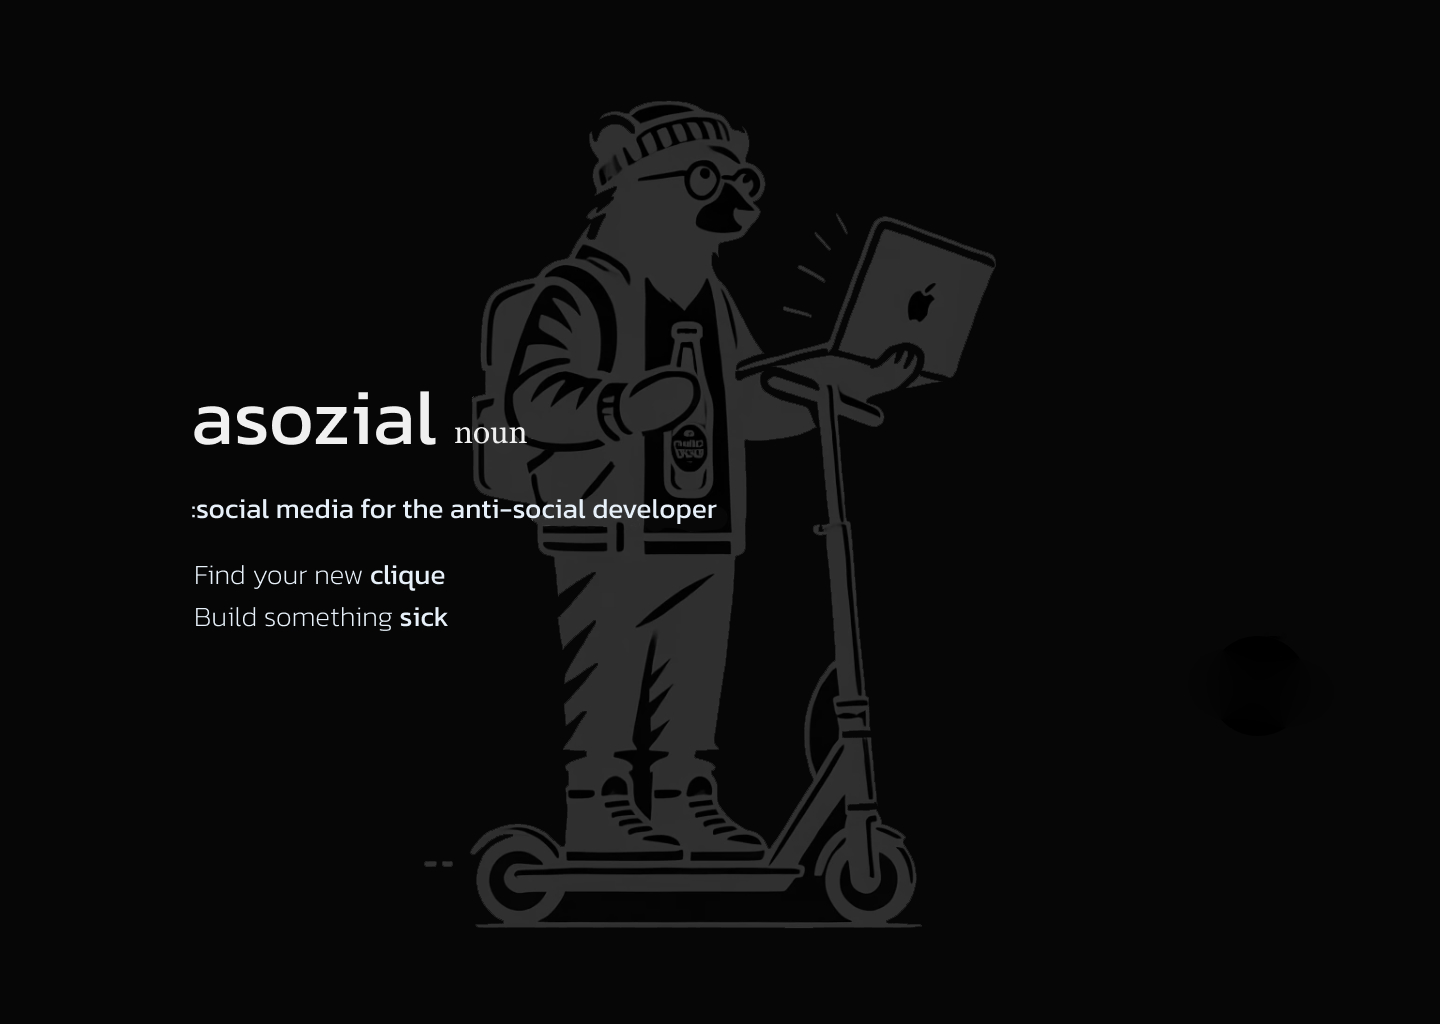 asozial noun
:social media for the anti-social developer
Find your new clique
Build something sick